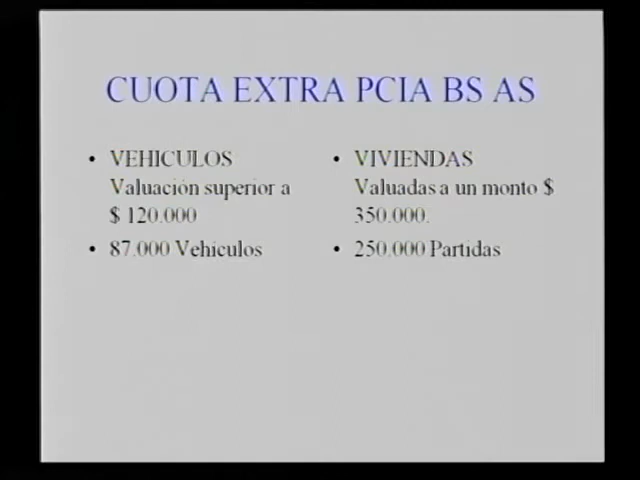 CUOTA EXTRA PCIA BS AS
• VEHICULOS
Valuación superior a
$ 120.000
• 87.000 Vehiculos
• VIVIENDAS
Valuadas a un monto $
350.000.
• 250.000 Partidas